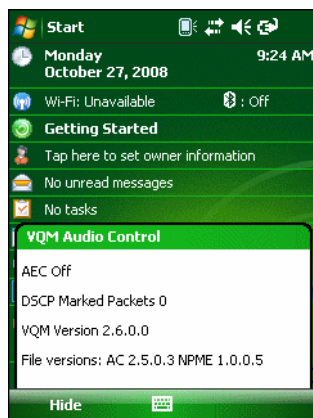 Start
Monday 9:24 AM
October 27, 2008
Wi-Fi: Unavailable : Off
Getting Started
Tap here to set owner information
No unread messages
No tasks
VQM Audio Control
AEC Off
DSCP Marked Packets 0
VQM Version 2.6.0.0
File versions: AC 2.5.0.3 NPME 1.0.0.5
Hide